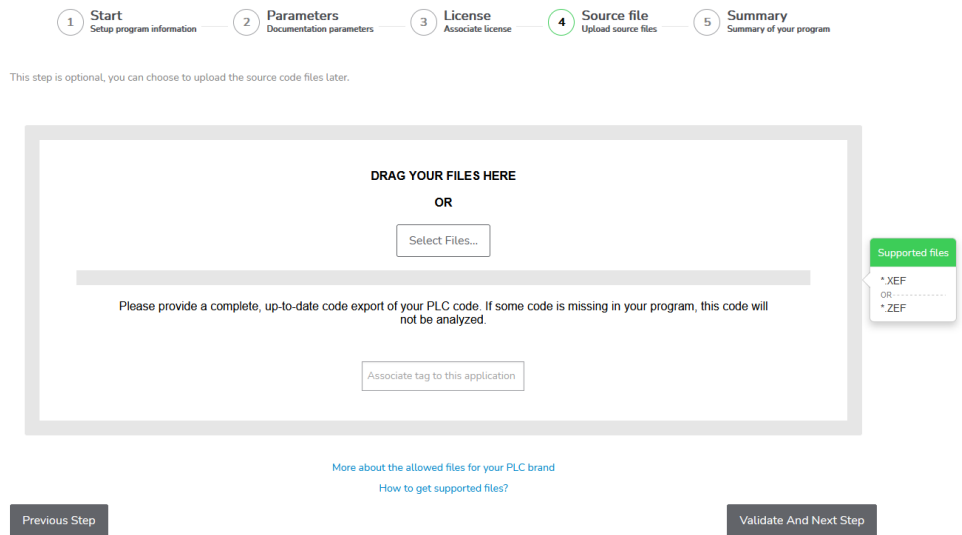 1 Start
Setup program information
2 Parameters
Documentation parameters
3 License
Associate license
4 Source file
Upload source files
5 Summary
Summary of your program
This step is optional, you can choose to upload the source code files later.
DRAG YOUR FILES HERE
OR
Select Files...
Supported files
*.XEF
OR
*.ZEF
Please provide a complete, up-to-date code export of your PLC code. If some code is missing in your program, this code will
not be analyzed.
Associate tag to this application
More about the allowed files for your PLC brand
How to get supported files?
Previous Step
Validate And Next Step